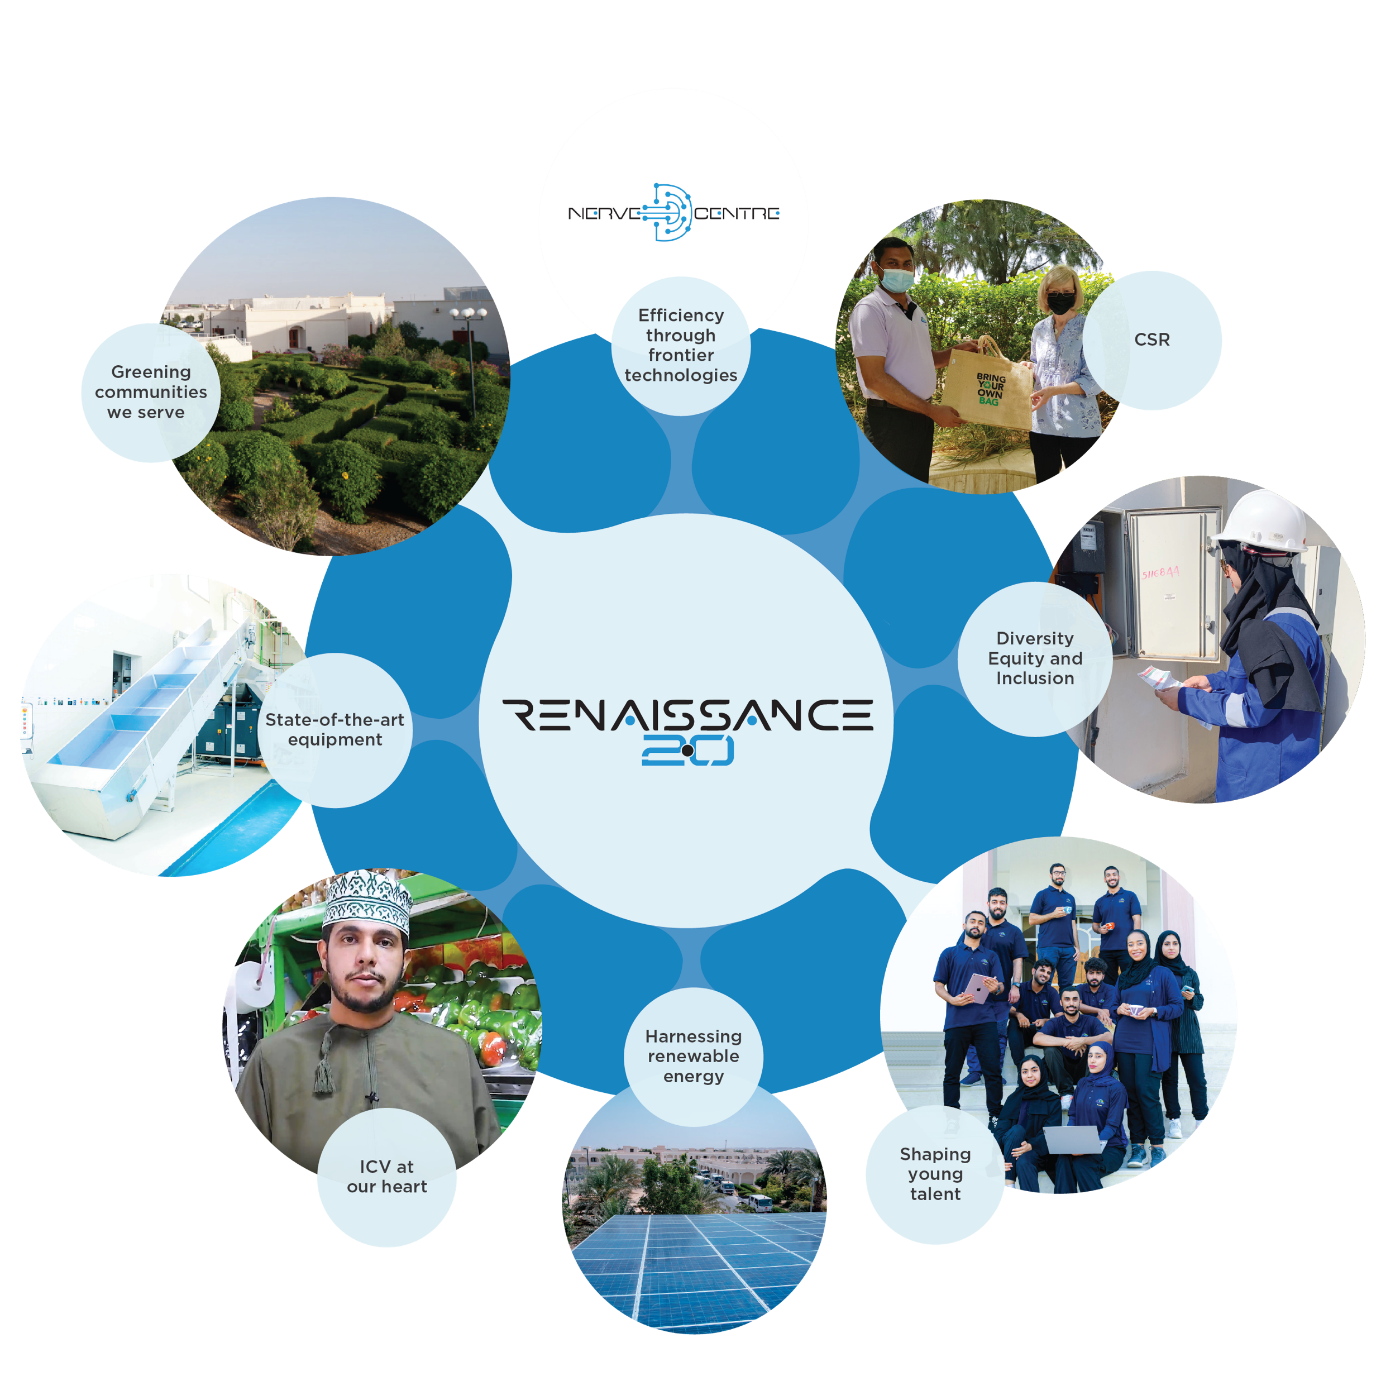 NERVE CENTRE
Efficiency
through
frontier
technologies
CSR
BRING
YOUR
OWN
BAG
Greening
communities
we serve
SHOBAA
Diversity
Equity and
Inclusion
State-of-the-art
equipment
RENAISSANCE
2.0
Harnessing
renewable
energy
ICV at
our heart
Shaping
young
talent